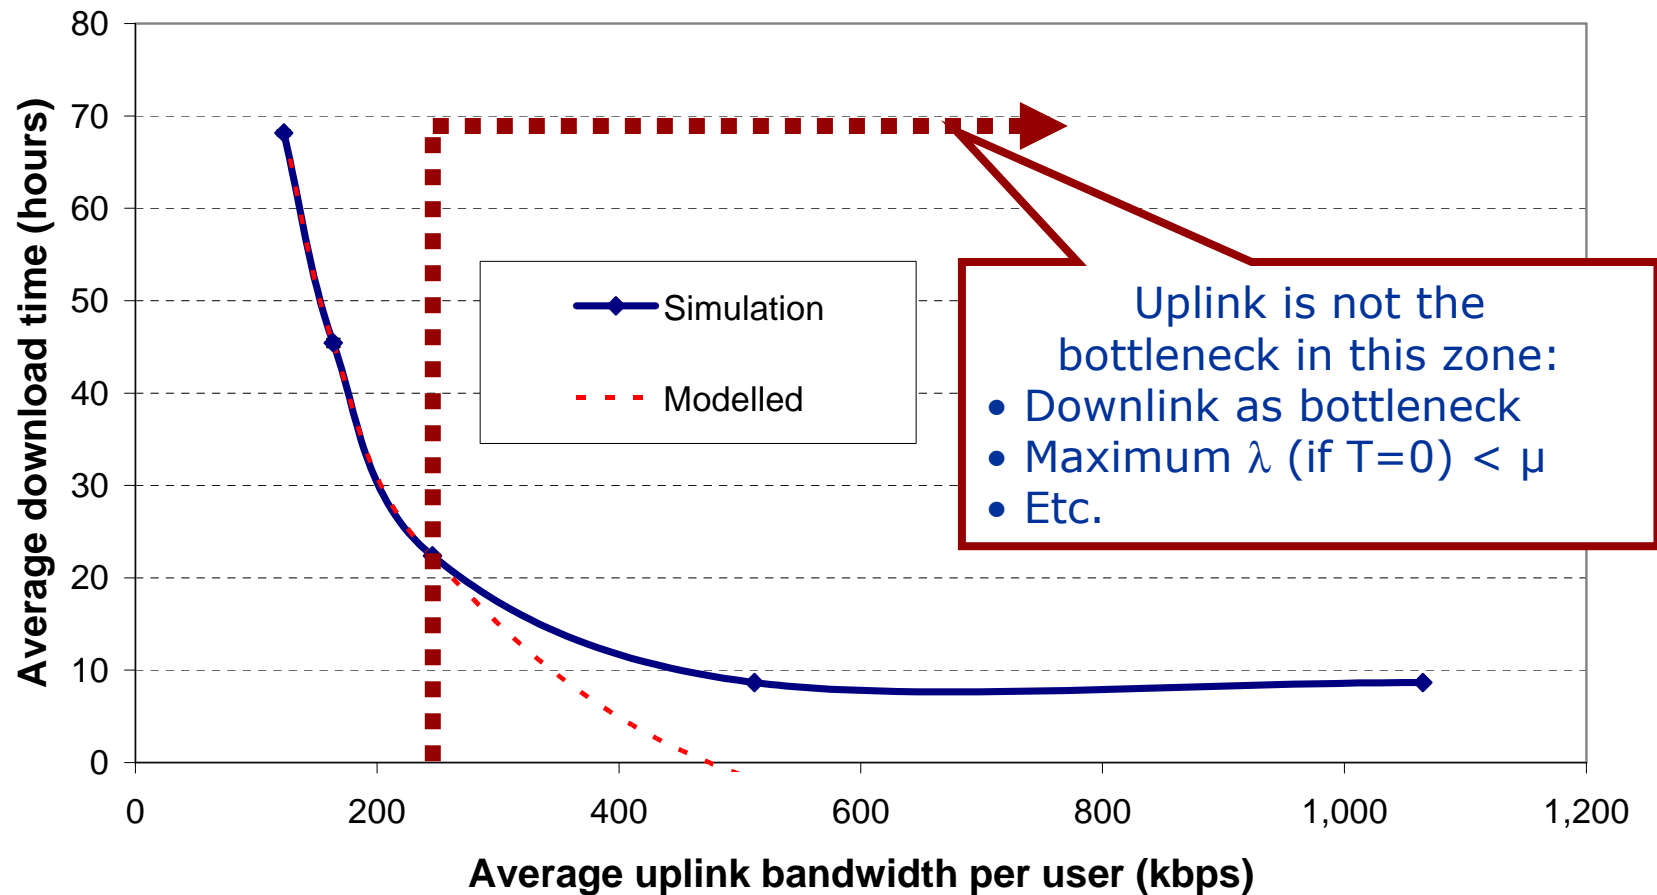 80
70
60
50
40
30
20
10
0
Average download time (hours)
Simulation
Modelled
Uplink is not the
bottleneck in this zone:
• Downlink as bottleneck
• Maximum λ (if T=0) < µ
• Etc.
0 200 400 600 800 1,000 1,200
Average uplink bandwidth per user (kbps)